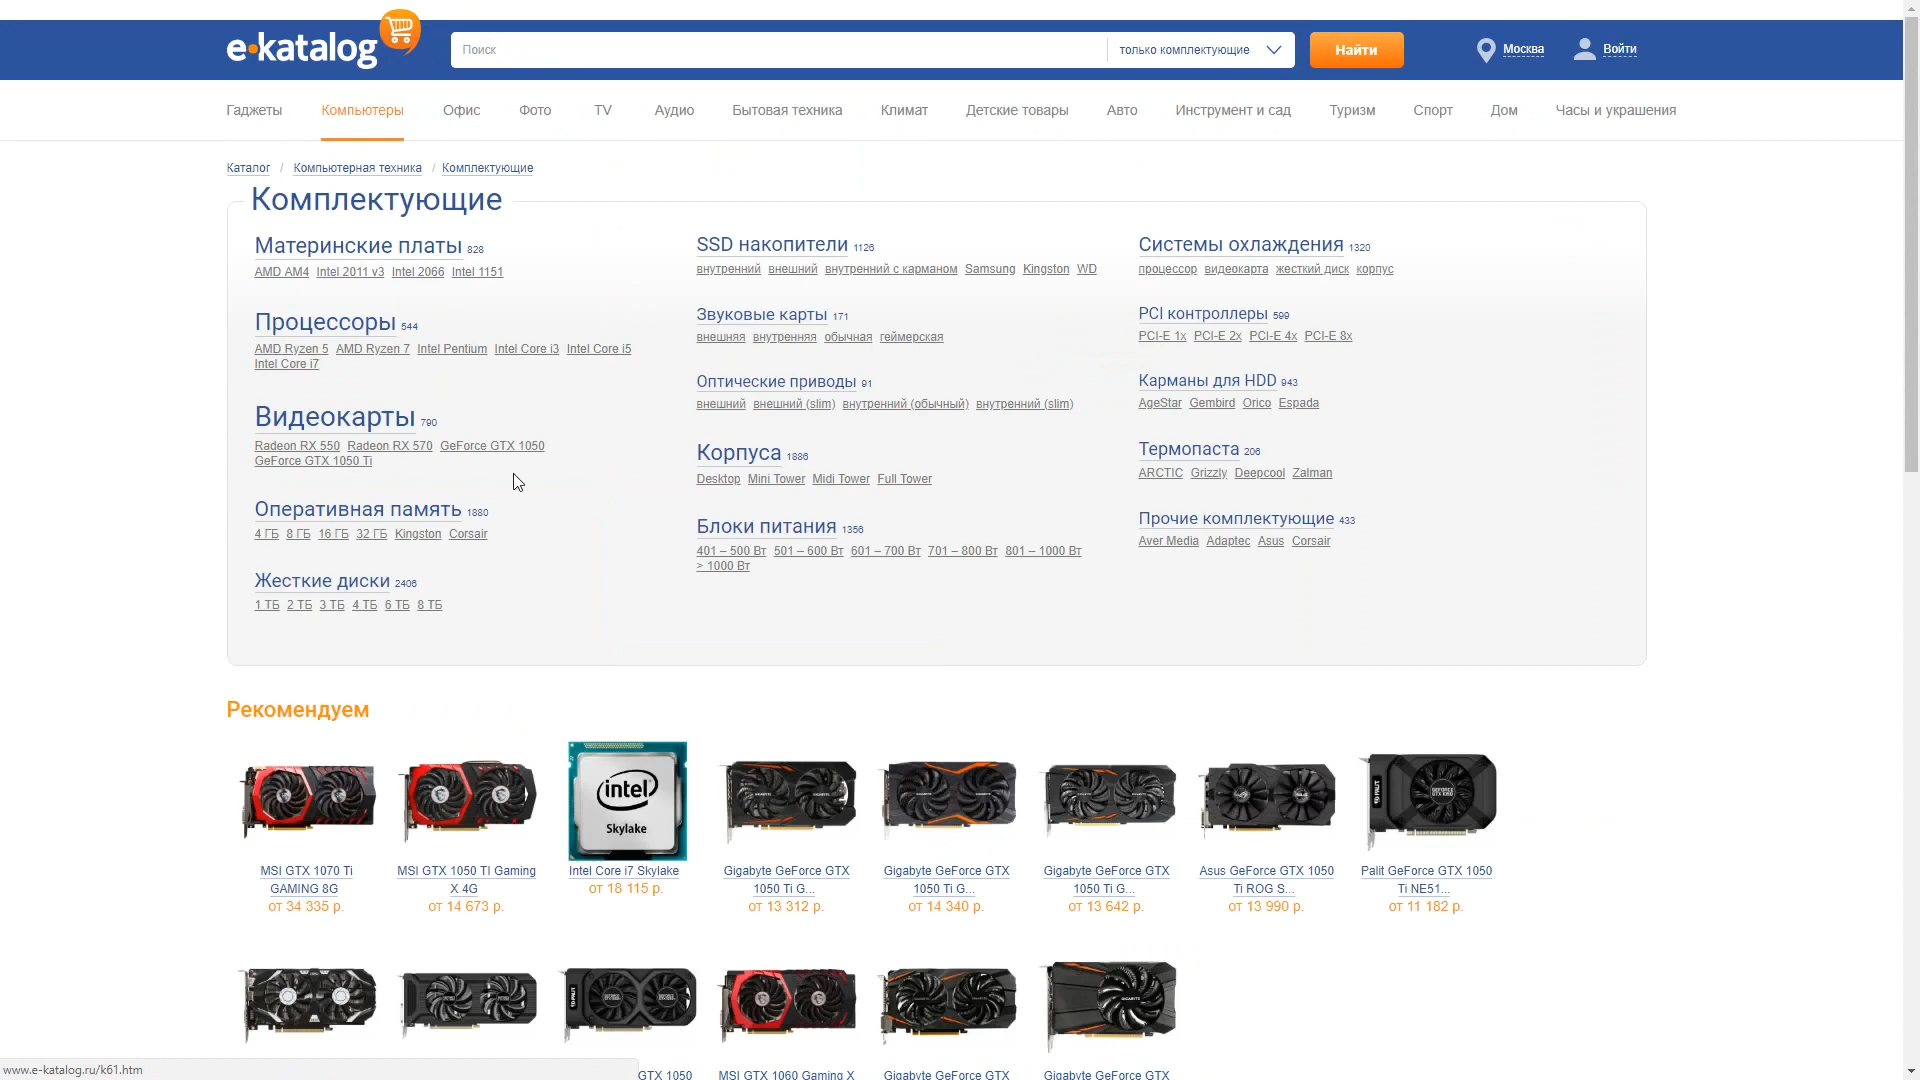 e·katalog
Поиск
только комплектующие
Найти
Москва
Войти
Гаджеты Компьютеры Офис Фото TV Аудио Бытовая техника Климат Детские товары Авто Инструмент и сад Туризм Спорт Дом Часы и украшения
Каталог / Компьютерная техника / Комплектующие
Комплектующие
Материнские платы 828
AMD AM4 Intel 2011 v3 Intel 2066 Intel 1151
Процессоры 544
AMD Ryzen 5 AMD Ryzen 7 Intel Pentium Intel Core i3 Intel Core i5
Intel Core i7
Видеокарты 790
Radeon RX 550 Radeon RX 570 GeForce GTX 1050
GeForce GTX 1050 Ti
Оперативная память 1880
4 ГБ 8 ГБ 16 ГБ 32 ГБ Kingston Corsair
Жесткие диски 2406
1 ТБ 2 ТБ 3 ТБ 4 ТБ 6 ТБ 8 ТБ
SSD накопители 1126
внутренний внешний внутренний с карманом Samsung Kingston WD
Звуковые карты 171
внешняя внутренняя обычная геймерская
Оптические приводы 91
внешний внешний (slim) внутренний (обычный) внутренний (slim)
Корпуса 1886
Desktop Mini Tower Midi Tower Full Tower
Блоки питания 1356
401 – 500 Вт 501 – 600 Вт 601 – 700 Вт 701 – 800 Вт 801 – 1000 Вт
> 1000 Вт
Системы охлаждения 1320
процессор видеокарта жесткий диск корпус
PCI контроллеры 599
PCI-E 1x PCI-E 2x PCI-E 4x PCI-E 8x
Карманы для HDD 943
AgeStar Gembird Orico Espada
Термопаста 206
ARCTIC Grizzly Deepcool Zalman
Прочие комплектующие 433
Aver Media Adaptec Asus Corsair
Рекомендуем
intel
Skylake
MSI GTX 1070 Ti
GAMING 8G
от 34 335 р.
MSI GTX 1050 TI Gaming
X 4G
от 14 673 р.
Intel Core i7 Skylake
от 18 115 р.
Gigabyte GeForce GTX
1050 Ti G...
от 13 312 р.
Gigabyte GeForce GTX
1050 Ti G...
от 14 340 р.
Gigabyte GeForce GTX
1050 Ti G...
от 13 642 р.
Asus GeForce GTX 1050
Ti ROG S...
от 13 990 р.
Palit GeForce GTX 1050
Ti NE51...
от 11 182 р.
GTX 1050
MSI GTX 1060 Gaming X
Gigabyte GeForce GTX
Gigabyte GeForce GTX
www.e-katalog.ru/k61.htm